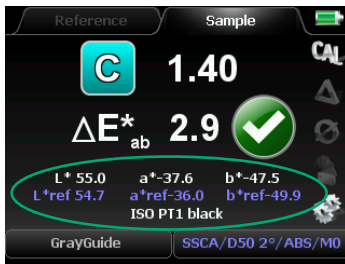 Reference Sample
CAL
C 1.40
ΔE*ab 2.9
L* 55.0 a*-37.6 b*-47.5
L*ref 54.7 a*ref-36.0 b*ref-49.9
ISO PT1 black
GrayGuide SSCA/D50 2°/ABS/M0